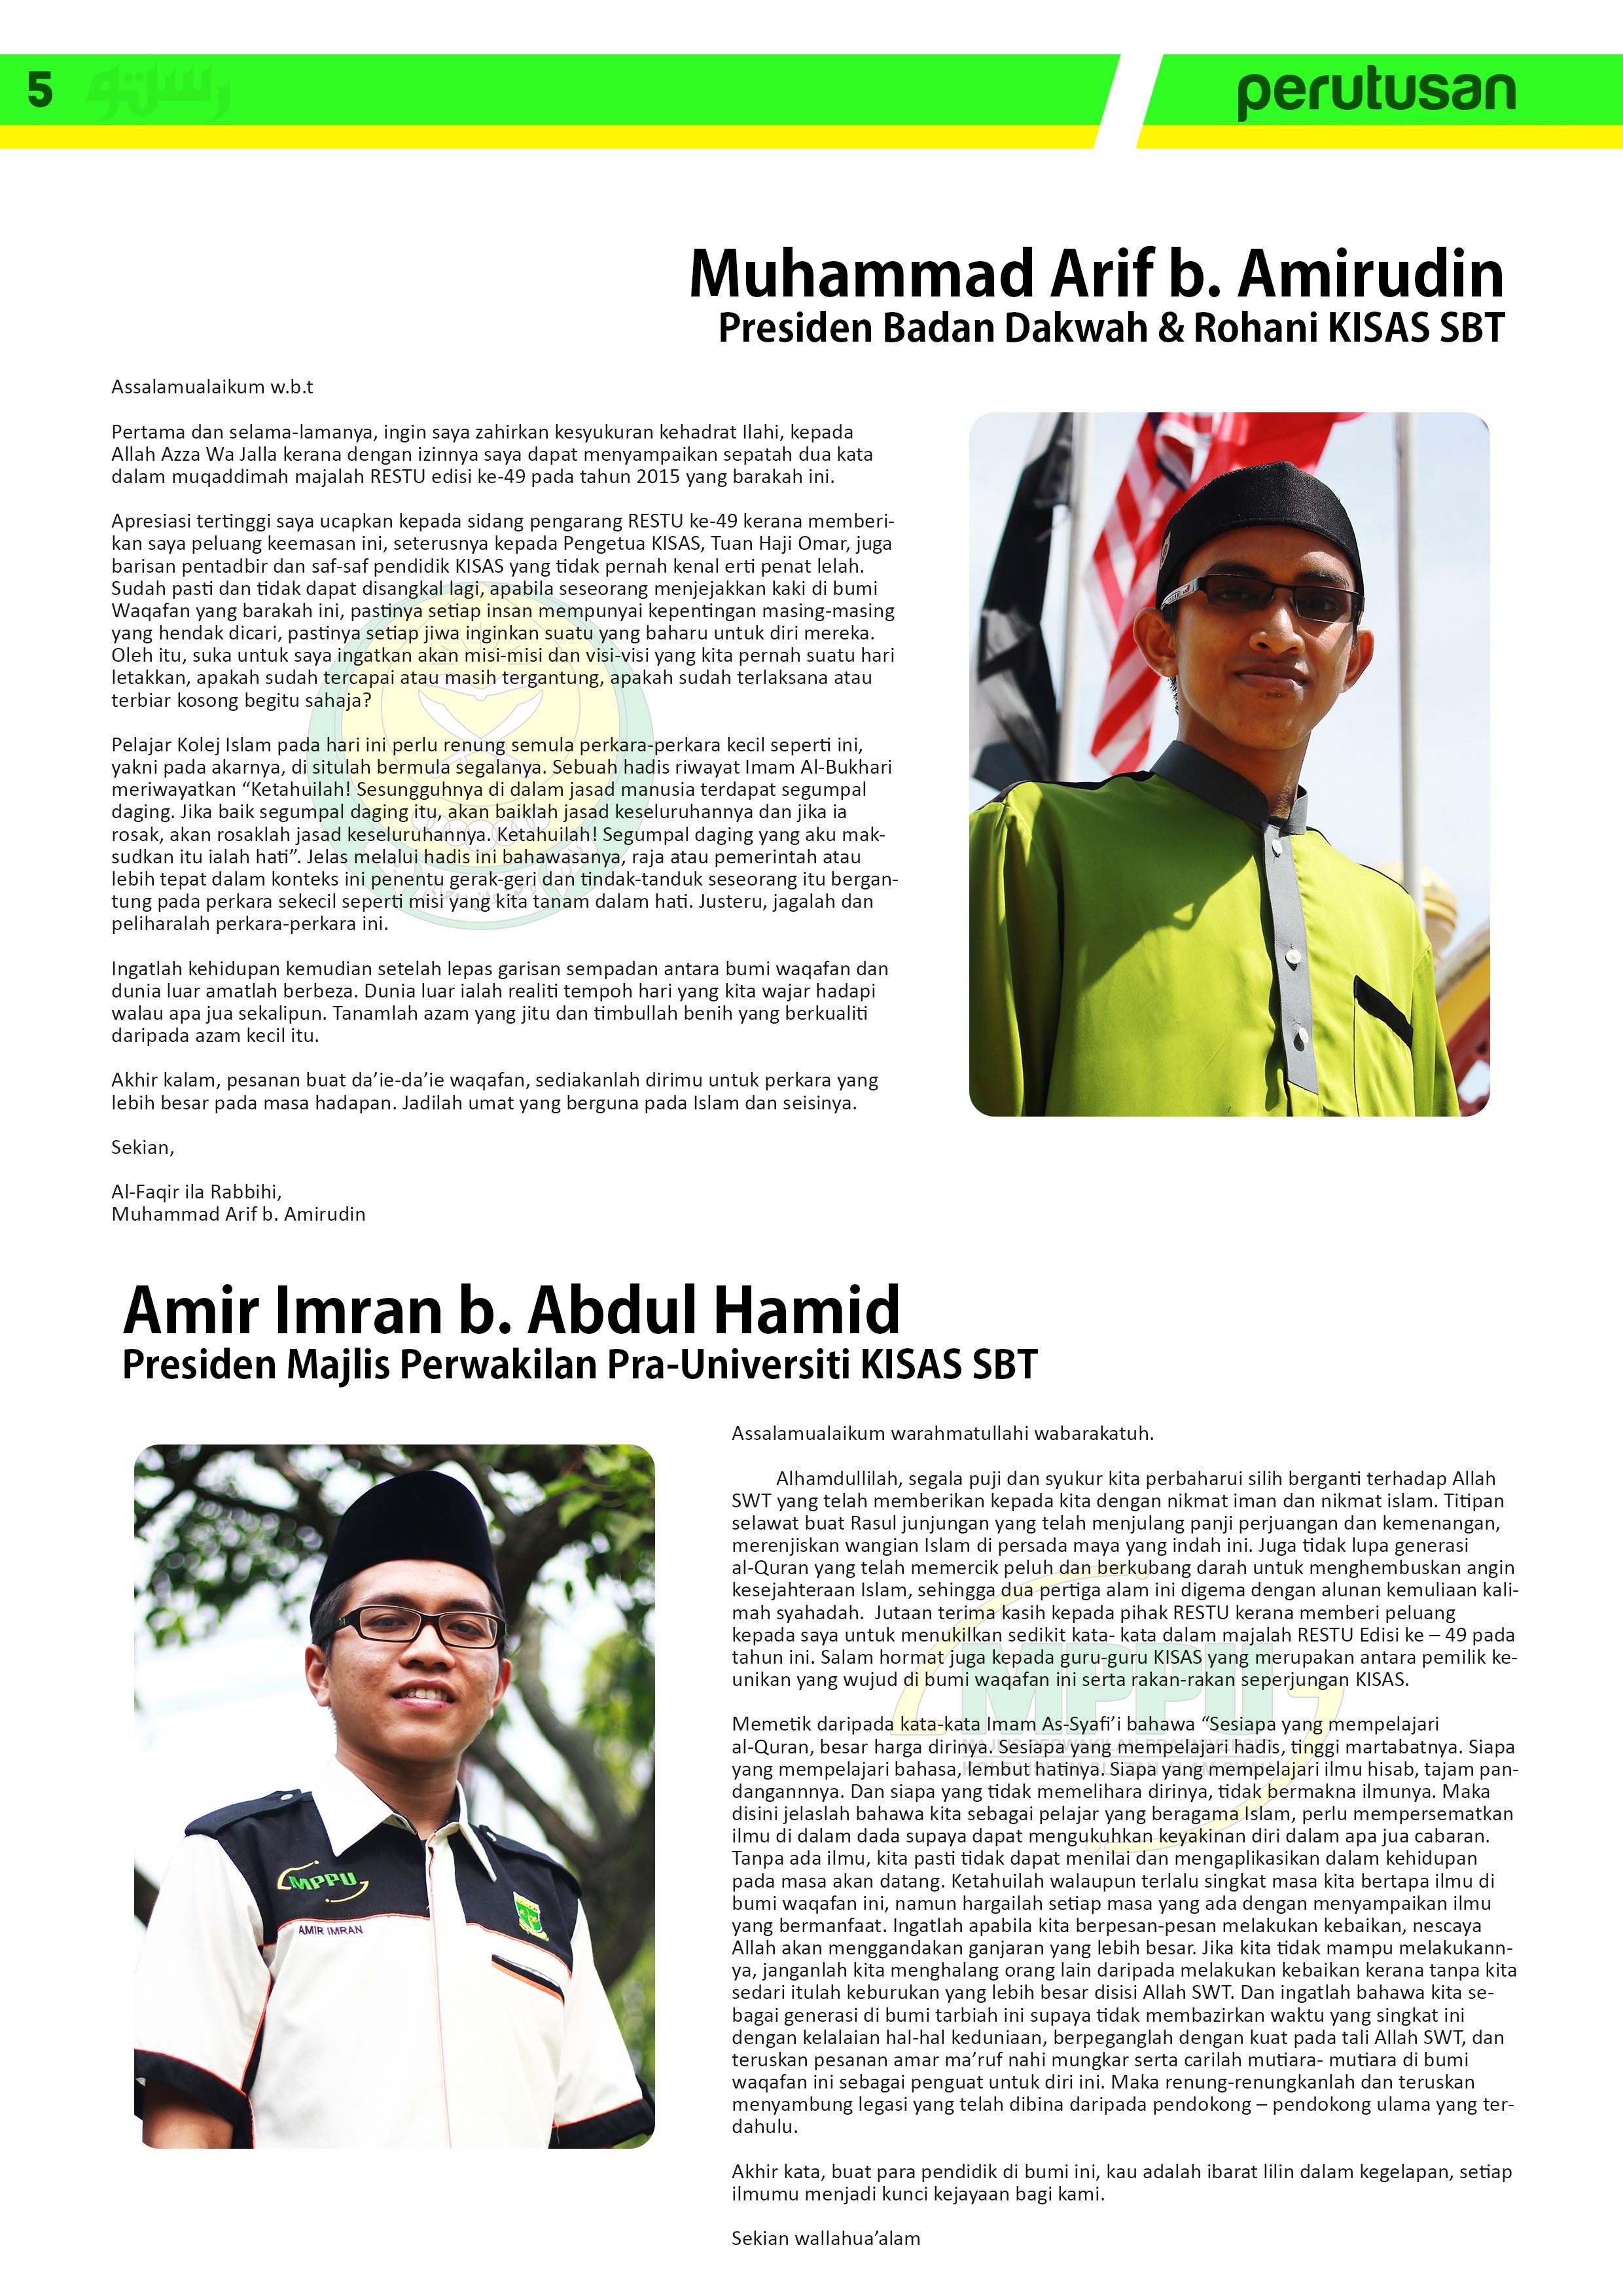 5
رستو
perutusan
Muhammad Arif b. Amirudin
Presiden Badan Dakwah & Rohani KISAS SBT
Assalamualaikum w.b.t
Pertama dan selama-lamanya, ingin saya zahirkan kesyukuran kehadrat Ilahi, kepada
Allah Azza Wa Jalla kerana dengan izinnya saya dapat menyampaikan sepatah dua kata
dalam muqaddimah majalah RESTU edisi ke-49 pada tahun 2015 yang barakah ini.
Apresiasi tertinggi saya ucapkan kepada sidang pengarang RESTU ke-49 kerana memberi-
kan saya peluang keemasan ini, seterusnya kepada Pengetua KISAS, Tuan Haji Omar, juga
barisan pentadbir dan saf-saf pendidik KISAS yang tidak pernah kenal erti penat lelah.
Sudah pasti dan tidak dapat disangkal lagi, apabila seseorang menjejakkan kaki di bumi
Waqafan yang barakah ini, pastinya setiap insan mempunyai kepentingan masing-masing
yang hendak dicari, pastinya setiap jiwa inginkan suatu yang baharu untuk diri mereka.
Oleh itu, suka untuk saya ingatkan akan misi-misi dan visi-visi yang kita pernah suatu hari
letakkan, apakah sudah tercapai atau masih tergantung, apakah sudah terlaksana atau
terbiar kosong begitu sahaja?
Pelajar Kolej Islam pada hari ini perlu renung semula perkara-perkara kecil seperti ini,
yakni pada akarnya, di situlah bermula segalanya. Sebuah hadis riwayat Imam Al-Bukhari
meriwayatkan “Ketahuilah! Sesungguhnya di dalam jasad manusia terdapat segumpal
daging. Jika baik segumpal daging itu, akan baiklah jasad keseluruhannya dan jika ia
rosak, akan rosaklah jasad keseluruhannya. Ketahuilah! Segumpal daging yang aku mak-
sudkan itu ialah hati”. Jelas melalui hadis ini bahawasanya, raja atau pemerintah atau
lebih tepat dalam konteks ini penentu gerak-geri dan tindak-tanduk seseorang itu bergan-
tung pada perkara sekecil seperti misi yang kita tanam dalam hati. Justeru, jagalah dan
peliharalah perkara-perkara ini.
Ingatlah kehidupan kemudian setelah lepas garisan sempadan antara bumi waqafan dan
dunia luar amatlah berbeza. Dunia luar ialah realiti tempoh hari yang kita wajar hadapi
walau apa jua sekalipun. Tanamlah azam yang jitu dan timbullah benih yang berkualiti
daripada azam kecil itu.
Akhir kalam, pesanan buat da’ie-da’ie waqafan, sediakanlah dirimu untuk perkara yang
lebih besar pada masa hadapan. Jadilah umat yang berguna pada Islam dan seisinya.
Sekian,
Al-Faqir ila Rabbihi,
Muhammad Arif b. Amirudin
Amir Imran b. Abdul Hamid
Presiden Majlis Perwakilan Pra-Universiti KISAS SBT
MPPU
AMIR IMRAN
Assalamualaikum warahmatullahi wabarakatuh.
Alhamdullilah, segala puji dan syukur kita perbaharui silih berganti terhadap Allah
SWT yang telah memberikan kepada kita dengan nikmat iman dan nikmat islam. Titipan
selawat buat Rasul junjungan yang telah menjulang panji perjuangan dan kemenangan,
merenjiskan wangian Islam di persada maya yang indah ini. Juga tidak lupa generasi
al-Quran yang telah memercik peluh dan berkubang darah untuk menghembuskan angin
kesejahteraan Islam, sehingga dua pertiga alam ini digema dengan alunan kemuliaan kali-
mah syahadah.  Jutaan terima kasih kepada pihak RESTU kerana memberi peluang
kepada saya untuk menukilkan sedikit kata- kata dalam majalah RESTU Edisi ke – 49 pada
tahun ini. Salam hormat juga kepada guru-guru KISAS yang merupakan antara pemilik ke-
unikan yang wujud di bumi waqafan ini serta rakan-rakan seperjungan KISAS.
MPPU
Memetik daripada kata-kata Imam As-Syafi’i bahawa “Sesiapa yang mempelajari
al-Quran, besar harga dirinya. Sesiapa yang mempelajari hadis, tinggi martabatnya. Siapa
yang mempelajari bahasa, lembut hatinya. Siapa yang mempelajari ilmu hisab, tajam pan-
dangannnya. Dan siapa yang tidak memelihara dirinya, tidak bermakna ilmunya. Maka
disini jelaslah bahawa kita sebagai pelajar yang beragama Islam, perlu mempersematkan
ilmu di dalam dada supaya dapat mengukuhkan keyakinan diri dalam apa jua cabaran.
Tanpa ada ilmu, kita pasti tidak dapat menilai dan mengaplikasikan dalam kehidupan
pada masa akan datang. Ketahuilah walaupun terlalu singkat masa kita bertapa ilmu di
bumi waqafan ini, namun hargailah setiap masa yang ada dengan menyampaikan ilmu
yang bermanfaat. Ingatlah apabila kita berpesan-pesan melakukan kebaikan, nescaya
Allah akan menggandakan ganjaran yang lebih besar. Jika kita tidak mampu melakukann-
ya, janganlah kita menghalang orang lain daripada melakukan kebaikan kerana tanpa kita
sedari itulah keburukan yang lebih besar disisi Allah SWT. Dan ingatlah bahawa kita se-
bagai generasi di bumi tarbiah ini supaya tidak membazirkan waktu yang singkat ini
dengan kelalaian hal-hal keduniaan, berpeganglah dengan kuat pada tali Allah SWT, dan
teruskan pesanan amar ma’ruf nahi mungkar serta carilah mutiara- mutiara di bumi
waqafan ini sebagai penguat untuk diri ini. Maka renung-renungkanlah dan teruskan
menyambung legasi yang telah dibina daripada pendokong – pendokong ulama yang ter-
dahulu.
Akhir kata, buat para pendidik di bumi ini, kau adalah ibarat lilin dalam kegelapan, setiap
ilmumu menjadi kunci kejayaan bagi kami.
Sekian wallahua’alam